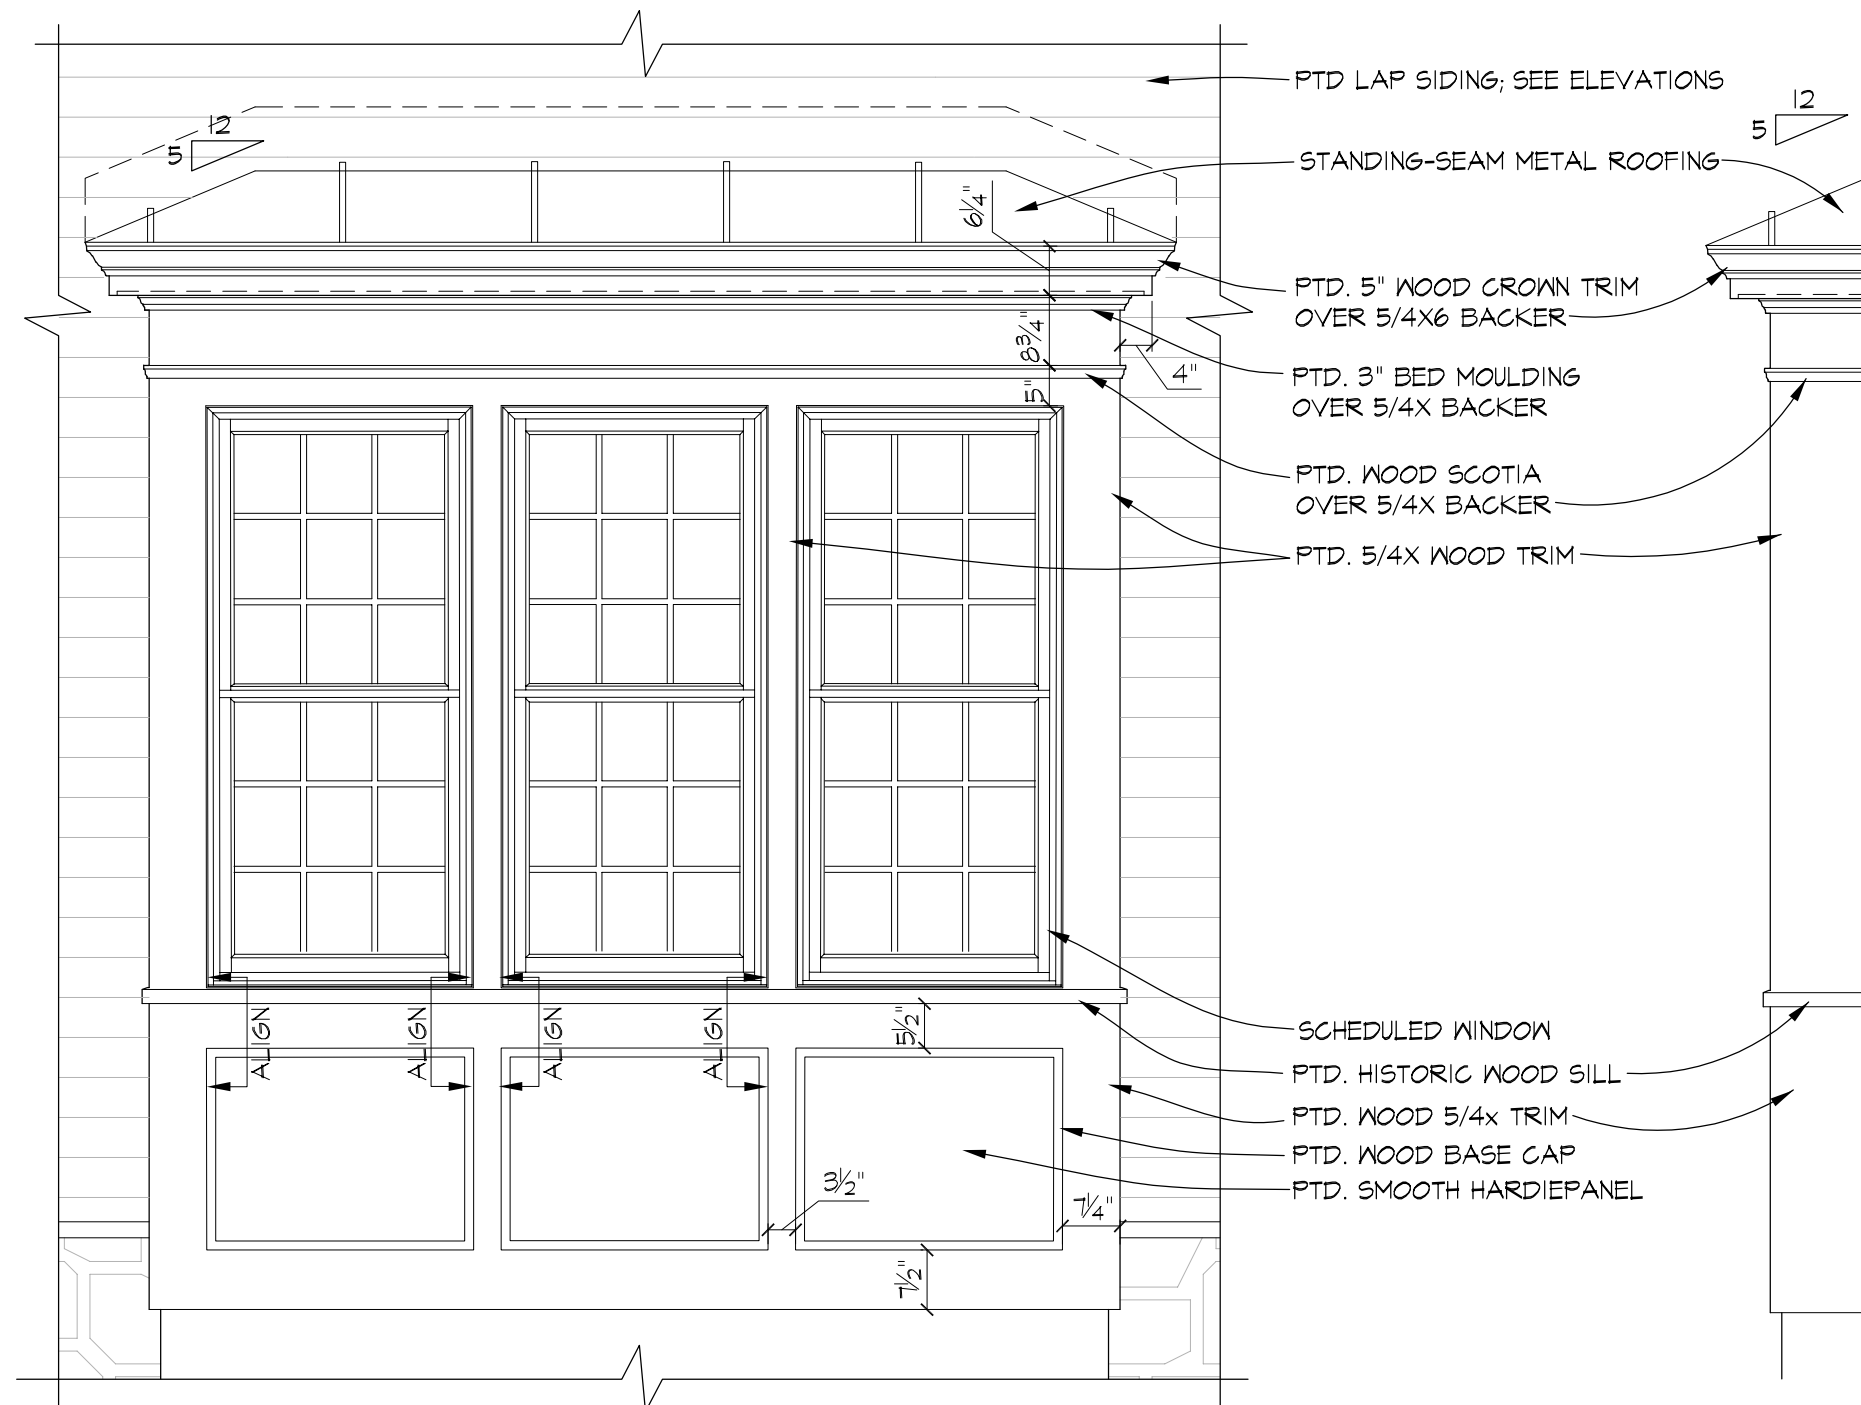 PTD LAP SIDING; SEE ELEVATIONS
12
5
12
5
STANDING-SEAM METAL ROOFING
6¼"
PTD. 5" WOOD CROWN TRIM
OVER 5/4X6 BACKER
8¾"
4"
PTD. 3" BED MOULDING
OVER 5/4X BACKER
5"
PTD. WOOD SCOTIA
OVER 5/4X BACKER
PTD. 5/4X WOOD TRIM
ALIGN
ALIGN
ALIGN
ALIGN
5½"
SCHEDULED WINDOW
PTD. HISTORIC WOOD SILL
PTD. WOOD 5/4x TRIM
PTD. WOOD BASE CAP
PTD. SMOOTH HARDIEPANEL
3½"
7¼"
7½"